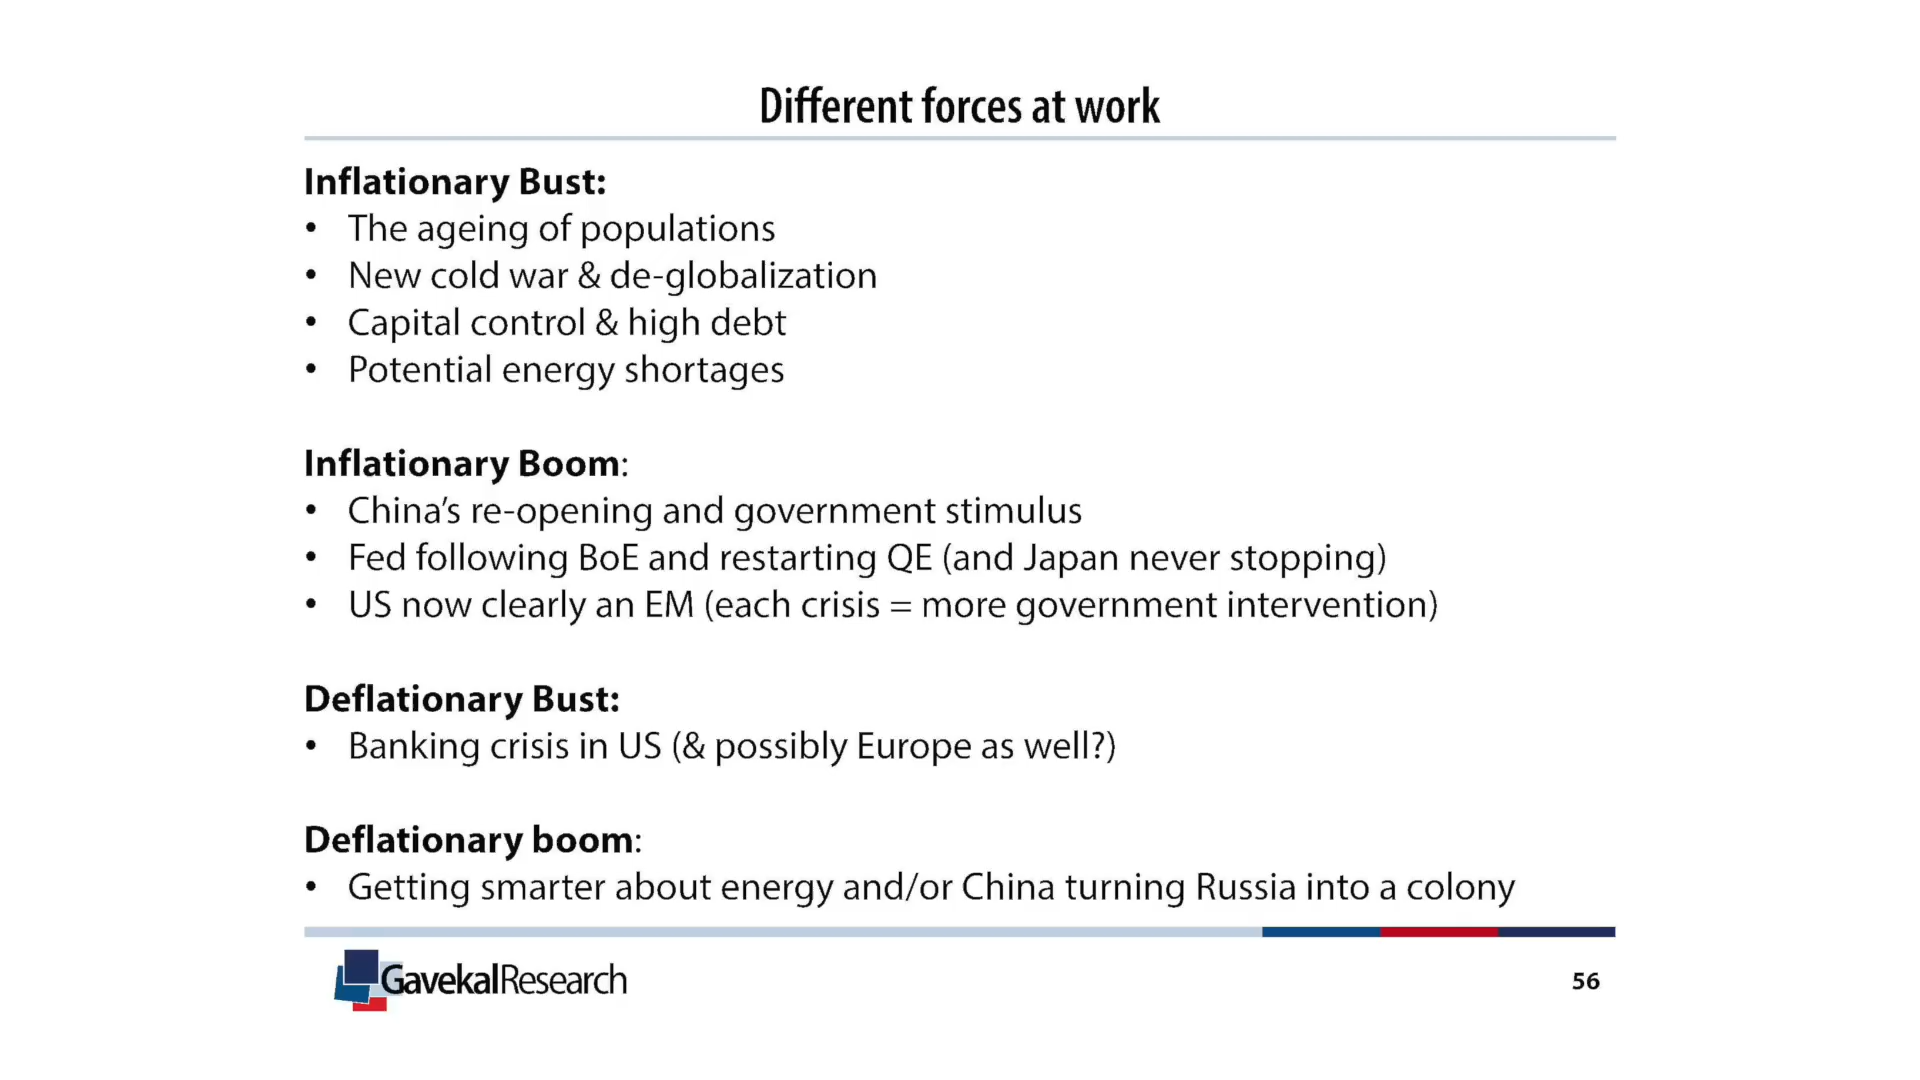 Different forces at work
Inflationary Bust:
• The ageing of populations
• New cold war & de-globalization
• Capital control & high debt
• Potential energy shortages
Inflationary Boom:
• China’s re-opening and government stimulus
• Fed following BoE and restarting QE (and Japan never stopping)
• US now clearly an EM (each crisis = more government intervention)
Deflationary Bust:
• Banking crisis in US (& possibly Europe as well?)
Deflationary boom:
• Getting smarter about energy and/or China turning Russia into a colony
GavekalResearch
56